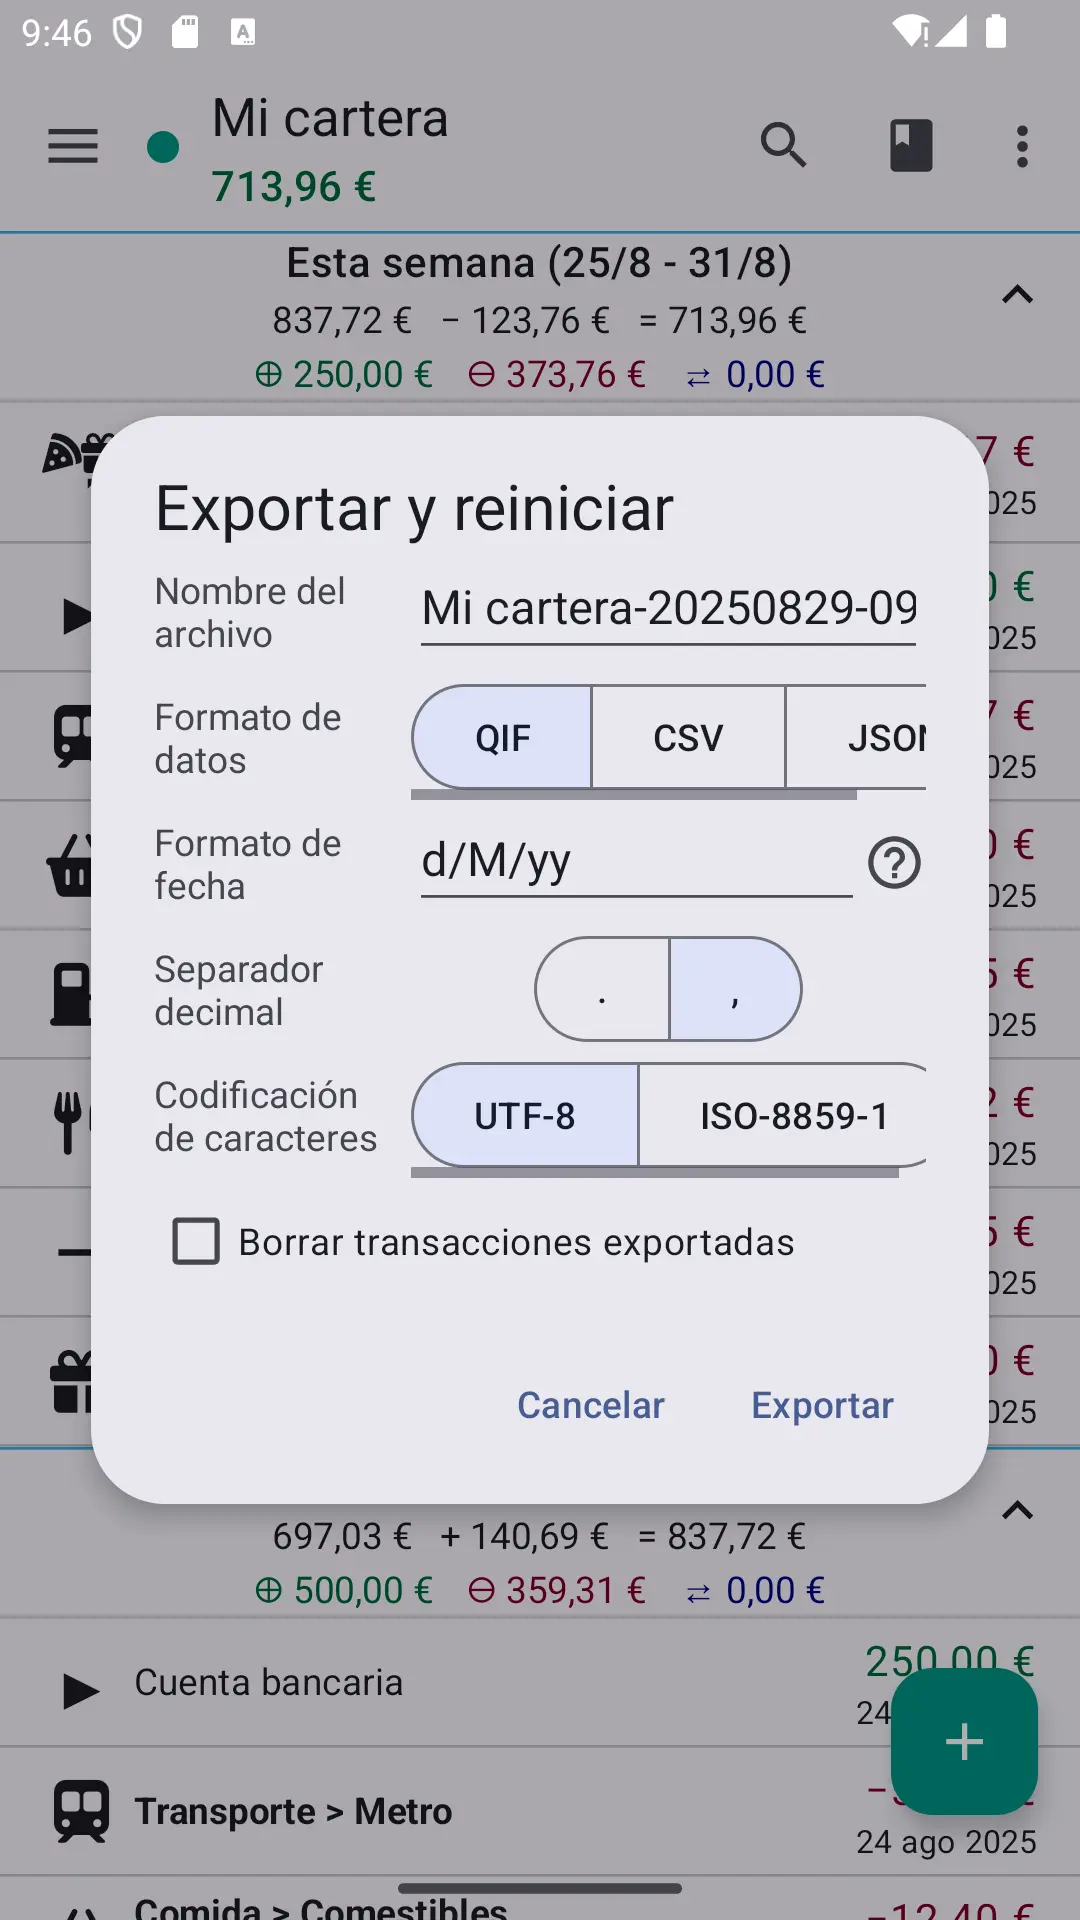 9:46
Mi cartera
713,96 €
Esta semana (25/8 - 31/8)
837,72 € − 123,76 € = 713,96 €
⊕ 250,00 € ⊖ 373,76 € ⇄ 0,00 €
7 €
025
Exportar y reiniciar
Nombre del archivo
Mi cartera-20250829-09
0 €
025
Formato de datos
QIF CSV JSON
7 €
025
Formato de fecha
d/M/yy
0 €
025
Separador decimal
. ,
5 €
025
Codificación de caracteres
UTF-8 ISO-8859-1
2 €
025
Borrar transacciones exportadas
5 €
025
Cancelar Exportar
0 €
025
697,03 € + 140,69 € = 837,72 €
⊕ 500,00 € ⊖ 359,31 € ⇄ 0,00 €
Cuenta bancaria
250,00 €
24
Transporte > Metro
24 ago 2025
Comida > Comestibles
−12,40 €